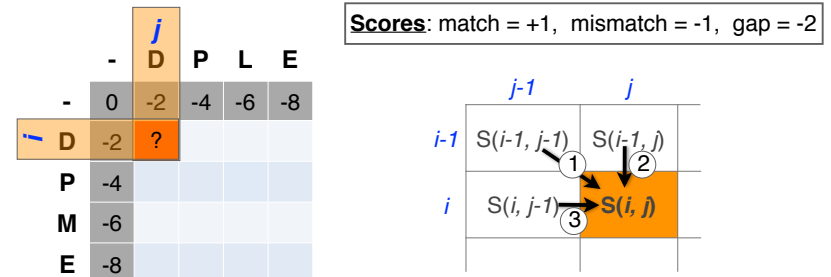 Scores: match = +1, mismatch = -1, gap = -2
j
- D P L E
- 0 -2 -4 -6 -8
i D -2 ?
P -4
M -6
E -8
j-1 j
i-1 S(i-1, j-1) S(i-1, j)
1 2
i S(i, j-1) S(i, j)
3